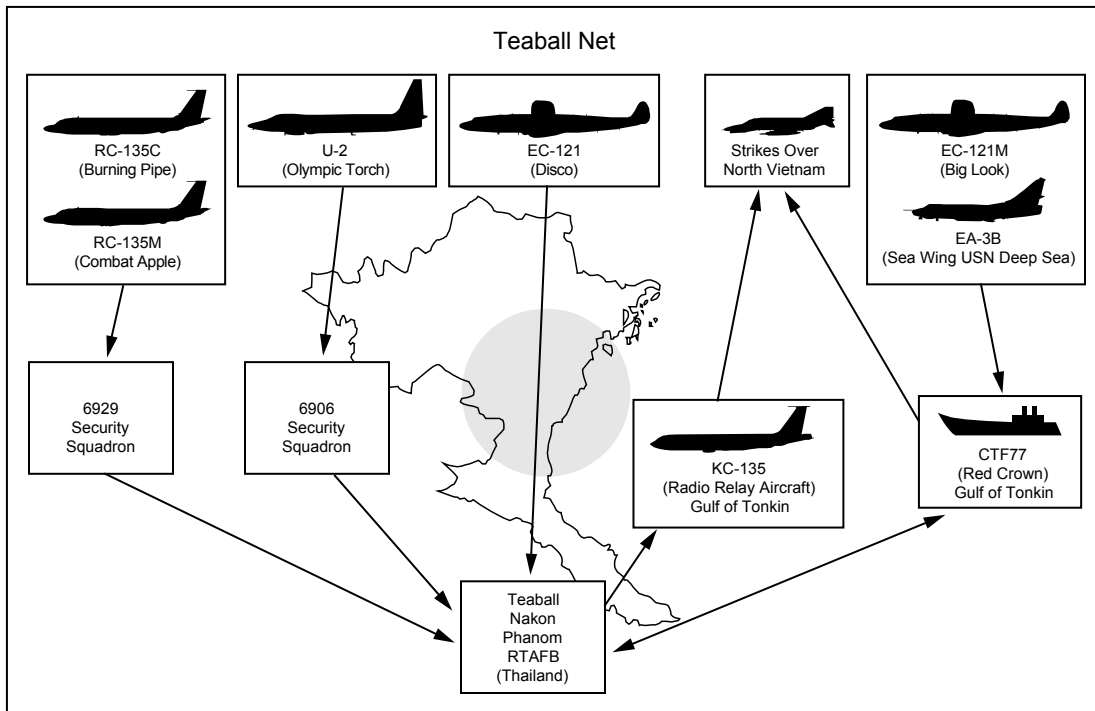 Teaball Net
RC-135C
(Burning Pipe)
RC-135M
(Combat Apple)
U-2
(Olympic Torch)
EC-121
(Disco)
Strikes Over
North Vietnam
EC-121M
(Big Look)
EA-3B
(Sea Wing USN Deep Sea)
6929
Security
Squadron
6906
Security
Squadron
KC-135
(Radio Relay Aircraft)
Gulf of Tonkin
CTF77
(Red Crown)
Gulf of Tonkin
Teaball
Nakon
Phanom
RTAFB
(Thailand)